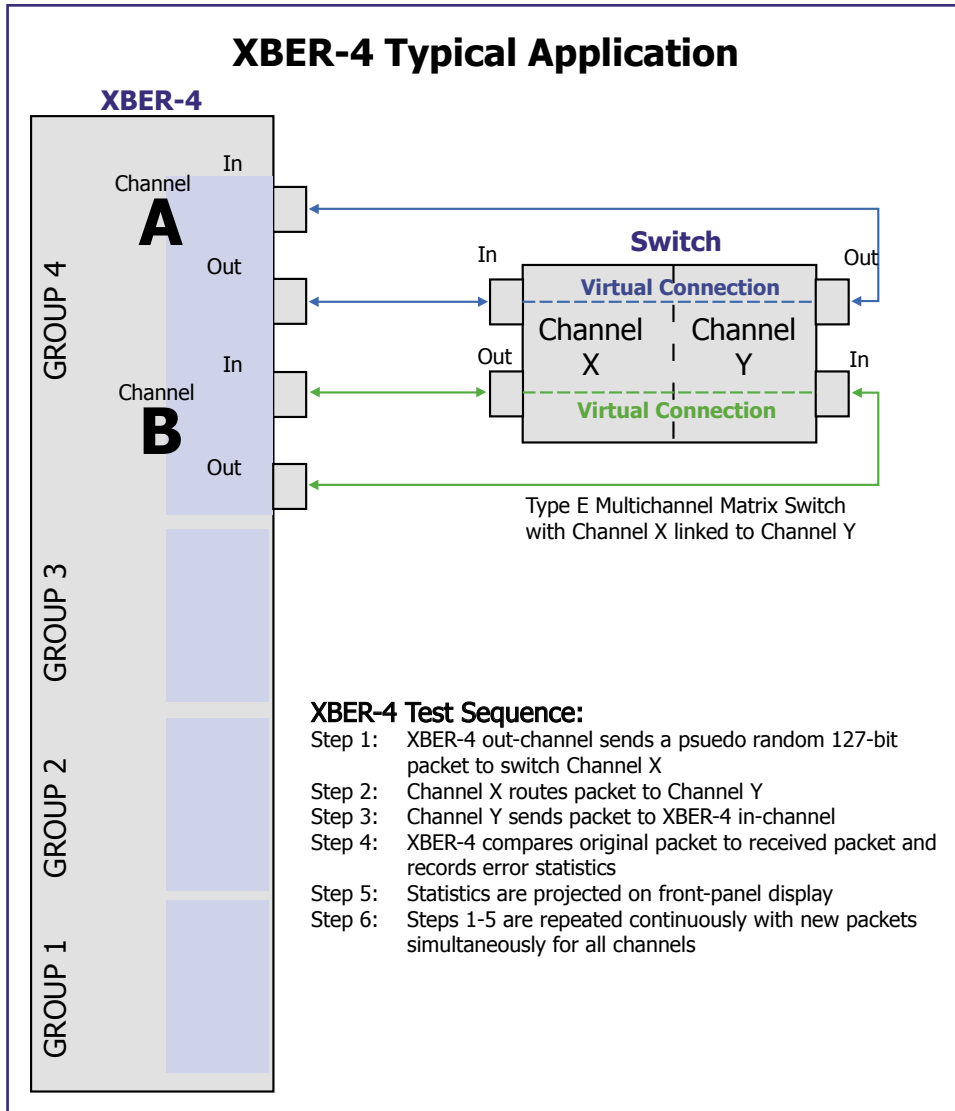 XBER-4 Typical Application
XBER-4
GROUP 4
Channel
A
In
Out
Channel
B
In
Out
Switch
In
Out
Virtual Connection
Channel
X
Channel
Y
Out
In
Virtual Connection
Type E Multichannel Matrix Switch
with Channel X linked to Channel Y
GROUP 3
GROUP 2
GROUP 1
XBER-4 Test Sequence:
Step 1: XBER-4 out-channel sends a psuedo random 127-bit
packet to switch Channel X
Step 2: Channel X routes packet to Channel Y
Step 3: Channel Y sends packet to XBER-4 in-channel
Step 4: XBER-4 compares original packet to received packet and
records error statistics
Step 5: Statistics are projected on front-panel display
Step 6: Steps 1-5 are repeated continuously with new packets
simultaneously for all channels